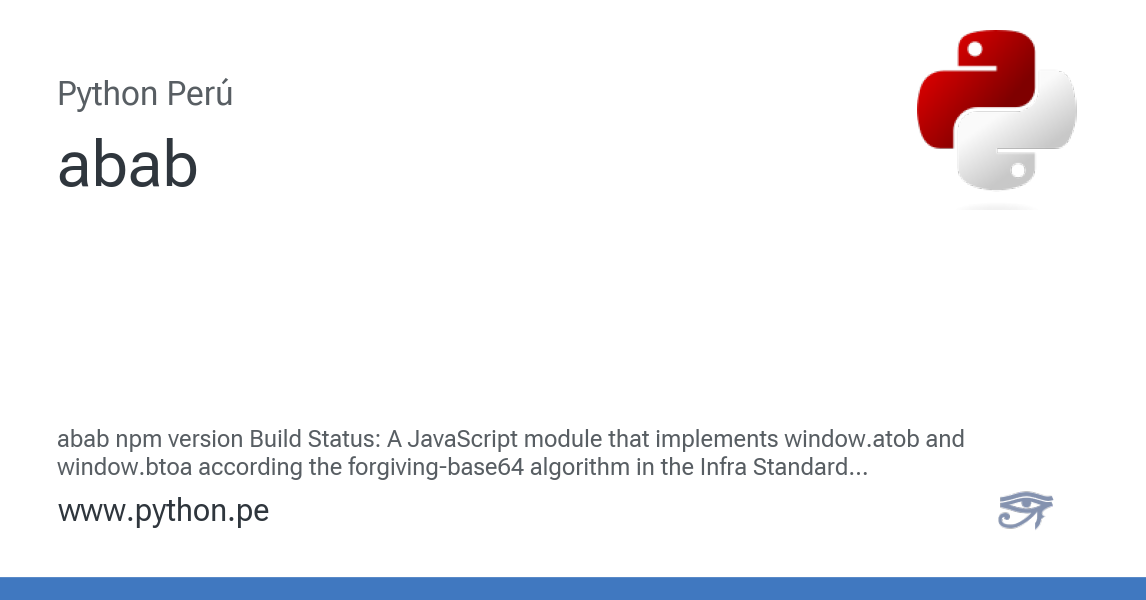 Python Perú
abab
abab npm version Build Status: A JavaScript module that implements window.atob and
window.btoa according the forgiving-base64 algorithm in the Infra Standard...
www.python.pe